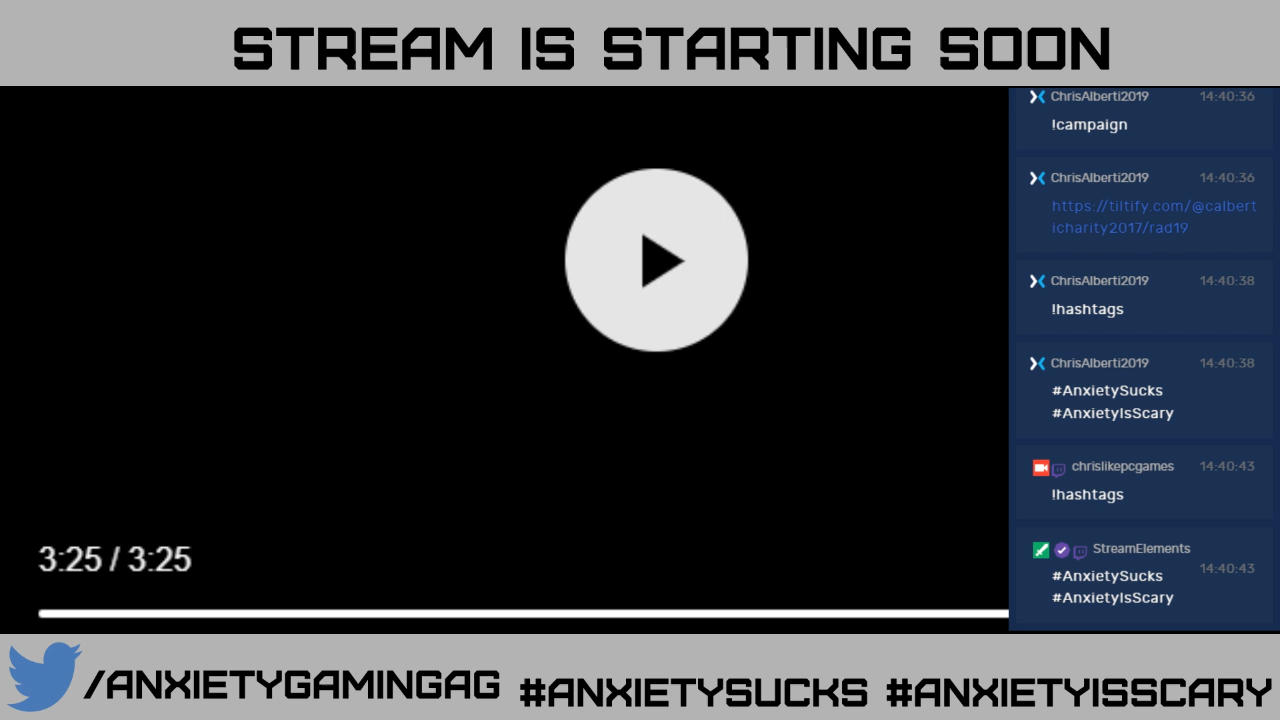 STREAM IS STARTING SOON
ChrisAlberti2019 14:40:36
!campaign
ChrisAlberti2019 14:40:36
https://tiltify.com/@calbert
icharity2017/rad19
ChrisAlberti2019 14:40:38
!hashtags
ChrisAlberti2019 14:40:38
#AnxietySucks
#AnxietyIsScary
chrislikepcgames 14:40:43
!hashtags
StreamElements
14:40:43
#AnxietySucks
#AnxietyIsScary
3:25 / 3:25
/ANXIETYGAMINGAG #ANXIETYSUCKS #ANXIETYISSCARY